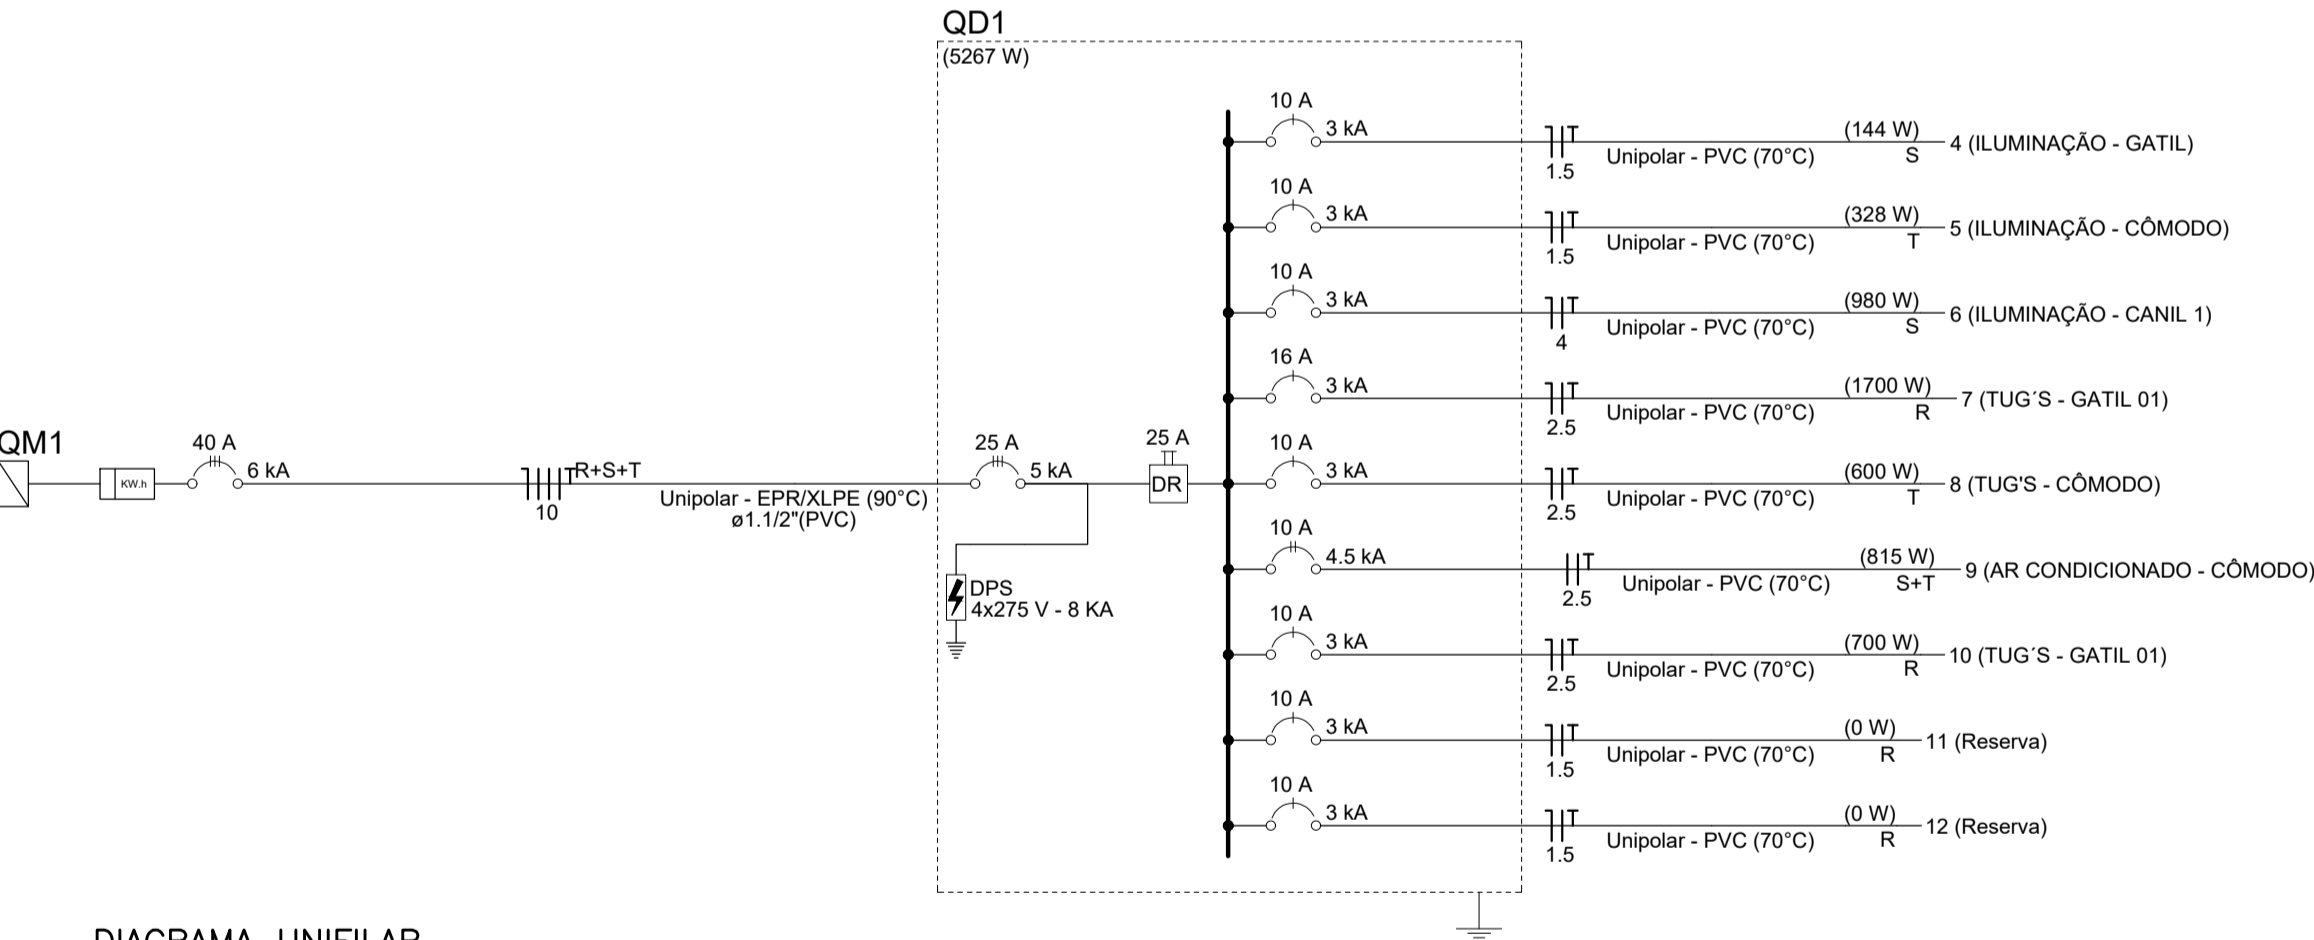 QD1
(5267 W)
10 A
3 kA
1.5
Unipolar - PVC (70°C)
(144 W)
S
4 (ILUMINAÇÃO - GATIL)
10 A
3 kA
1.5
Unipolar - PVC (70°C)
(328 W)
T
5 (ILUMINAÇÃO - CÔMODO)
10 A
3 kA
4
Unipolar - PVC (70°C)
(980 W)
S
6 (ILUMINAÇÃO - CANIL 1)
16 A
3 kA
2.5
Unipolar - PVC (70°C)
(1700 W)
R
7 (TUG´S - GATIL 01)
QM1
KW.h
40 A
6 kA
R+S+T
10
Unipolar - EPR/XLPE (90°C)
ø1.1/2"(PVC)
25 A
5 kA
25 A
DR
DPS
4x275 V - 8 KA
10 A
3 kA
2.5
Unipolar - PVC (70°C)
(600 W)
T
8 (TUG'S - CÔMODO)
10 A
4.5 kA
2.5
Unipolar - PVC (70°C)
(815 W)
S+T
9 (AR CONDICIONADO - CÔMODO)
10 A
3 kA
2.5
Unipolar - PVC (70°C)
(700 W)
R
10 (TUG´S - GATIL 01)
10 A
3 kA
1.5
Unipolar - PVC (70°C)
(0 W)
R
11 (Reserva)
10 A
3 kA
1.5
Unipolar - PVC (70°C)
(0 W)
R
12 (Reserva)
DIAGRAMA UNIFILAR